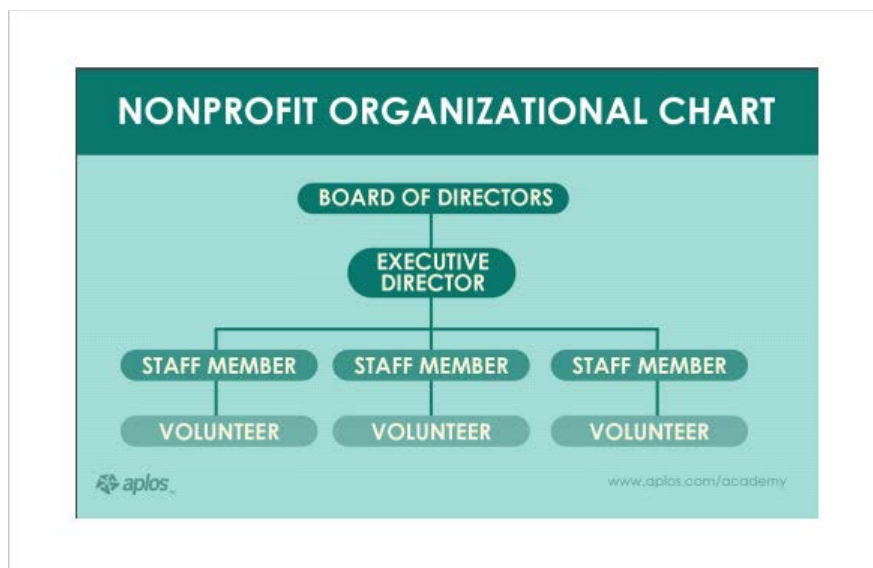 NONPROFIT ORGANIZATIONAL CHART
BOARD OF DIRECTORS
EXECUTIVE
DIRECTOR
STAFF MEMBER STAFF MEMBER STAFF MEMBER
VOLUNTEER VOLUNTEER VOLUNTEER
aplos www.aplos.com/academy